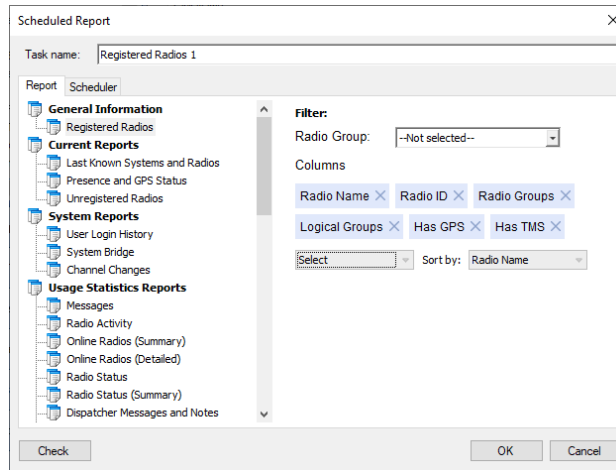 Scheduled Report
Task name: Registered Radios 1
Report Scheduler
General Information
Registered Radios
Current Reports
Last Known Systems and Radios
Presence and GPS Status
Unregistered Radios
System Reports
User Login History
System Bridge
Channel Changes
Usage Statistics Reports
Messages
Radio Activity
Online Radios (Summary)
Online Radios (Detailed)
Radio Status
Radio Status (Summary)
Dispatcher Messages and Notes
Filter:
Radio Group: --Not selected--
Columns
Radio Name Radio ID Radio Groups
Logical Groups Has GPS Has TMS
Select Sort by: Radio Name
Check OK Cancel